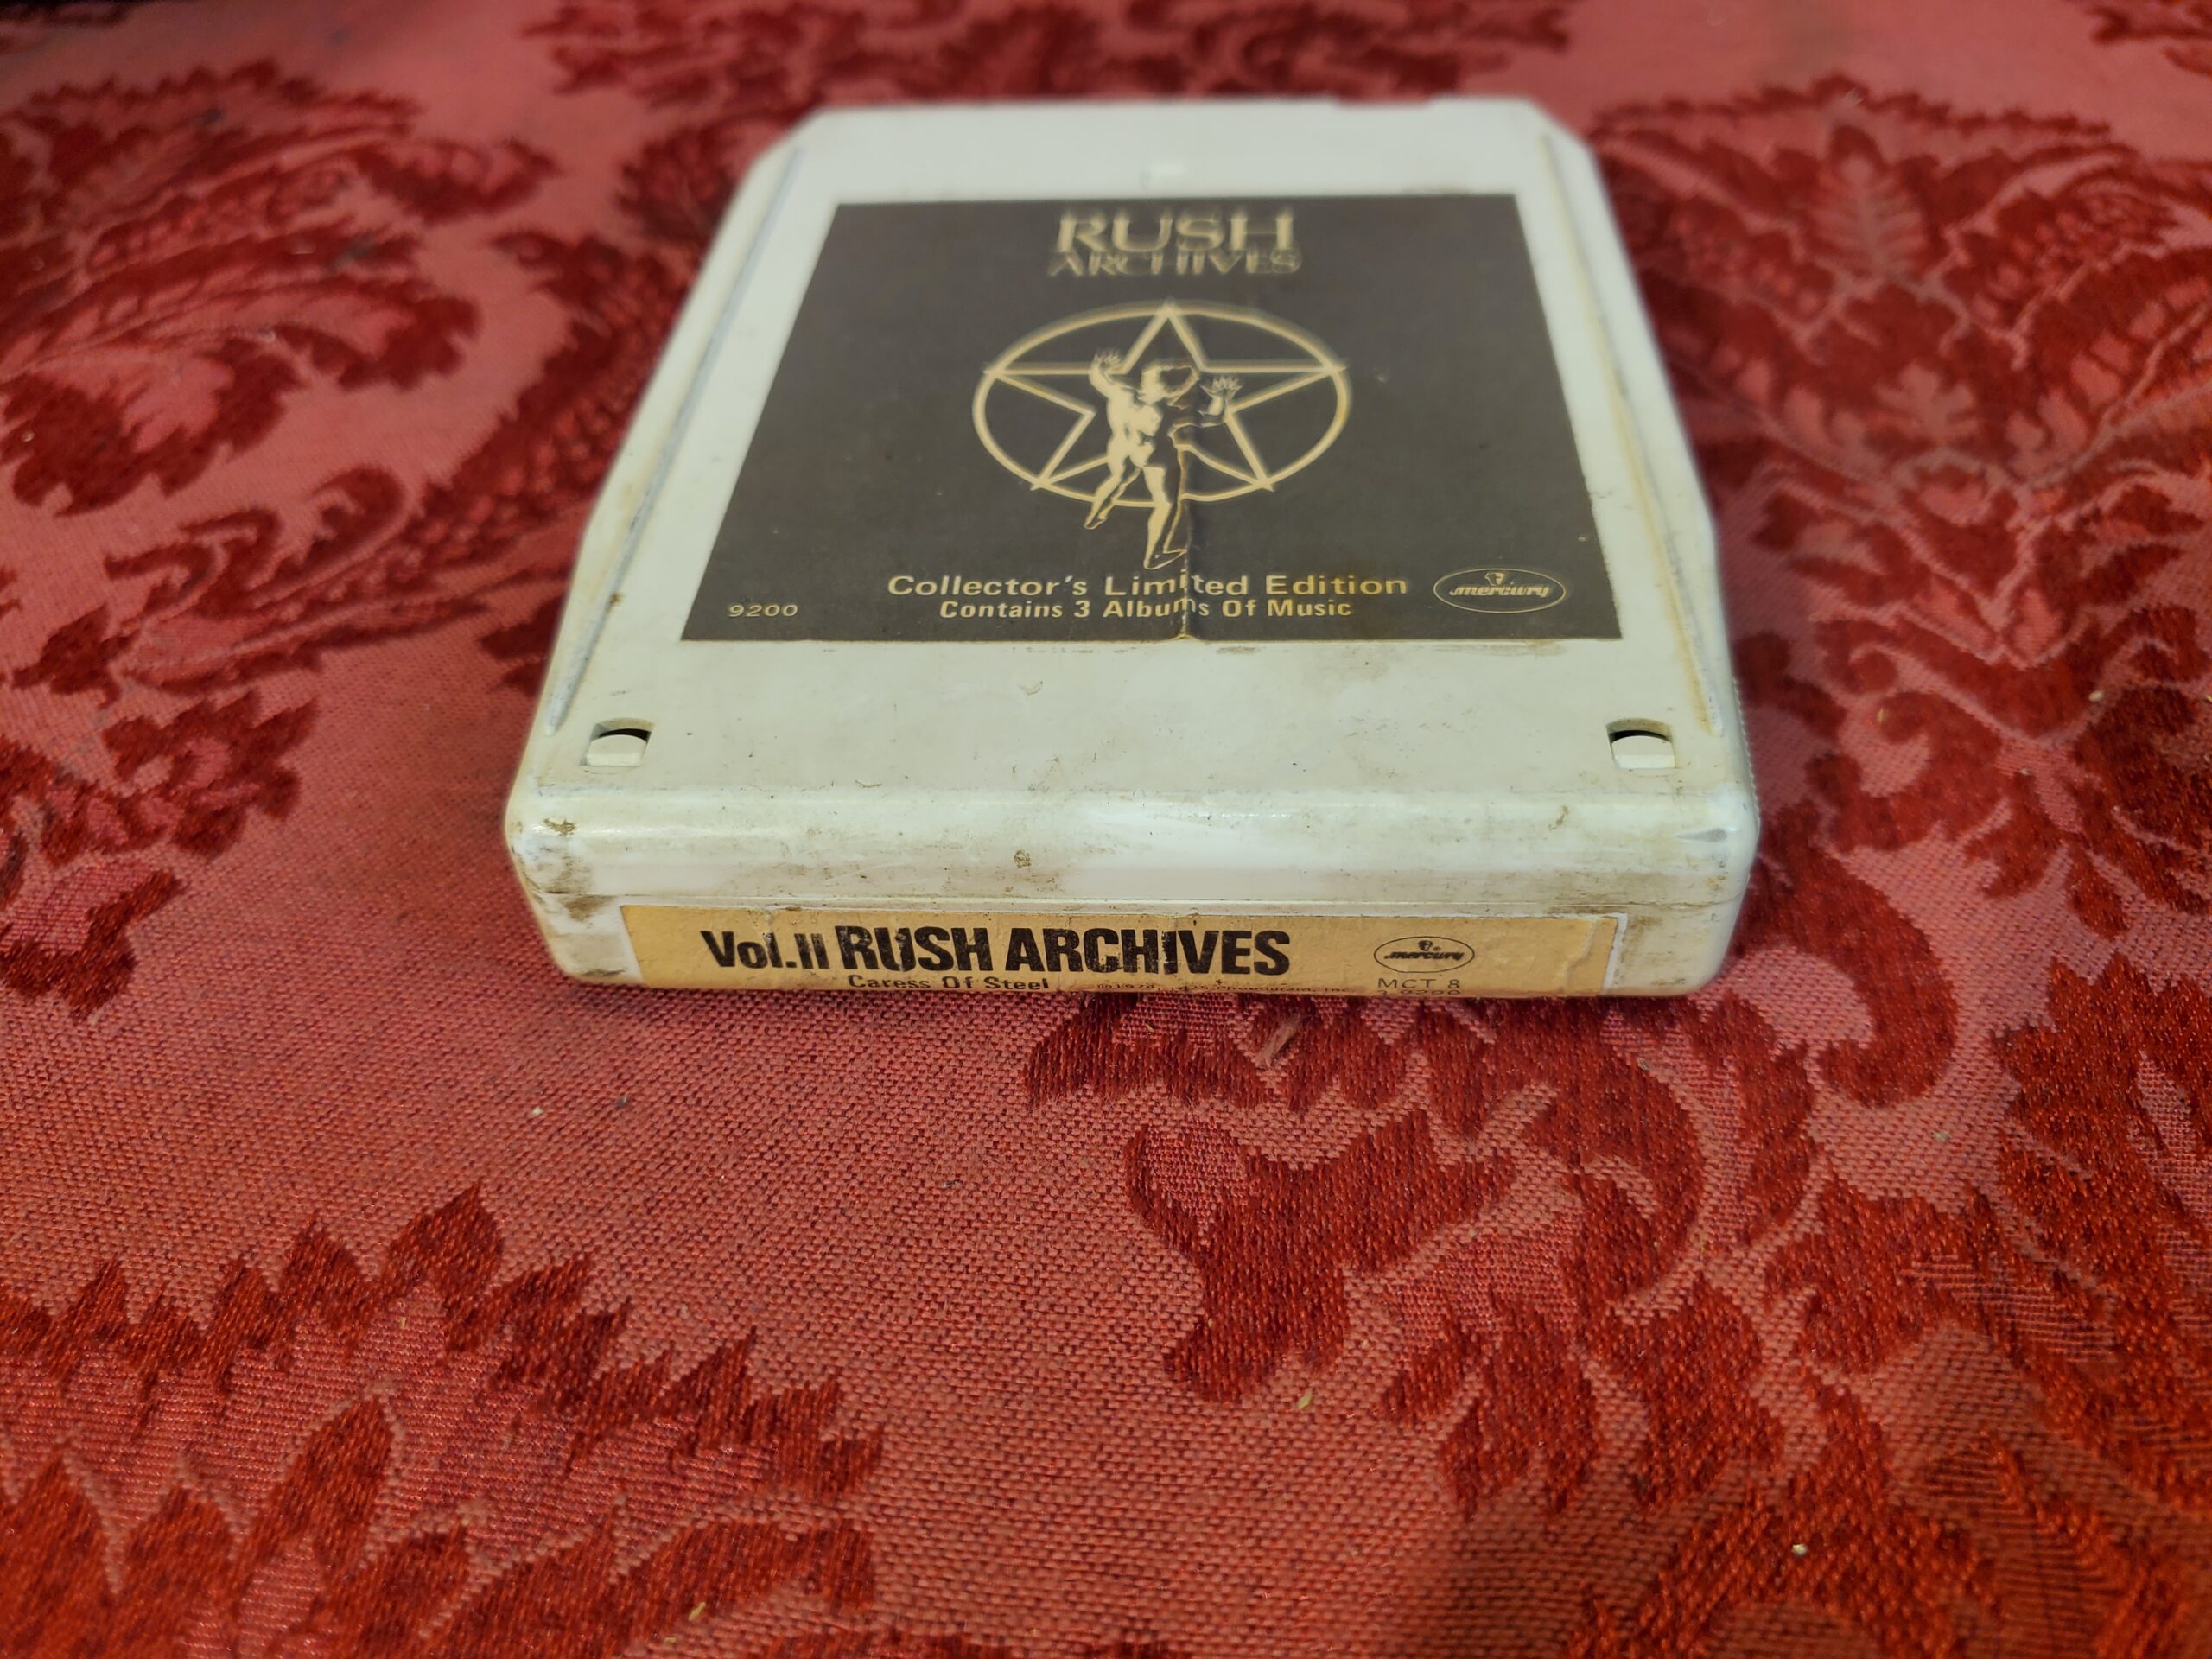 RUSH
ARCHIVES
Collector's Limited Edition
Contains 3 Albums Of Music
9200
mercury
Vol.II RUSH ARCHIVES
Caress Of Steel
mercury
MCT 8